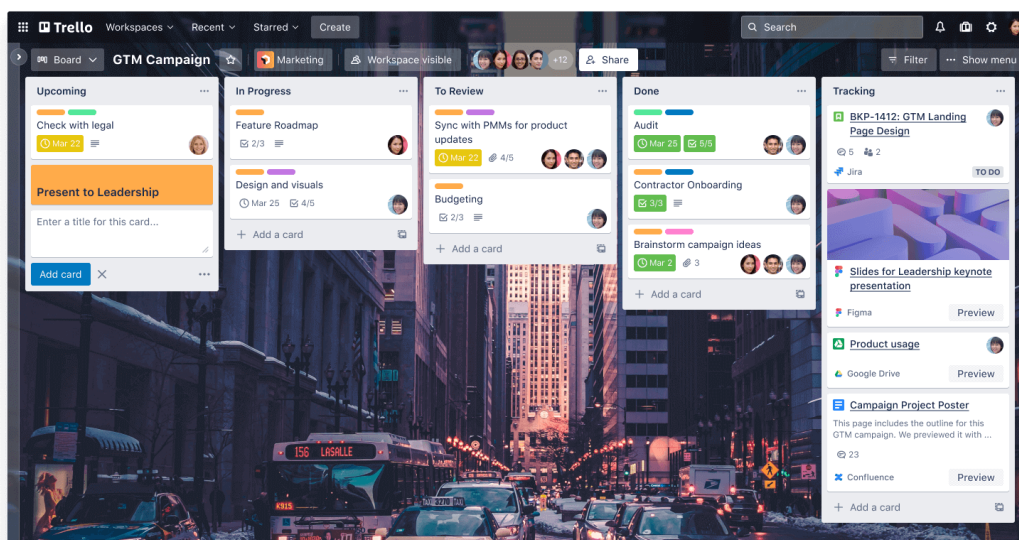 Trello
Workspaces
Recent
Starred
Create
Search
Board
GTM Campaign
Marketing
Workspace visible
+12
Share
Filter
Show menu
Upcoming
Check with legal
Mar 22
Present to Leadership
Enter a title for this card...
Add card
In Progress
Feature Roadmap
2/3
Design and visuals
Mar 25
4/5
+ Add a card
To Review
Sync with PMMs for product
updates
Mar 22
4/5
Budgeting
2/3
+ Add a card
Done
Audit
Mar 25
5/5
Contractor Onboarding
3/3
Brainstorm campaign ideas
Mar 2
3
+ Add a card
Tracking
BKP-1412: GTM Landing
Page Design
5
2
Jira
TO DO
Slides for Leadership keynote
presentation
Figma
Preview
Product usage
Google Drive
Preview
Campaign Project Poster
This page includes the outline for this
GTM campaign. We previewed it with ...
23
Confluence
Preview
+ Add a card
156 LASALLE
K91S
TAXI 3270 TAXI